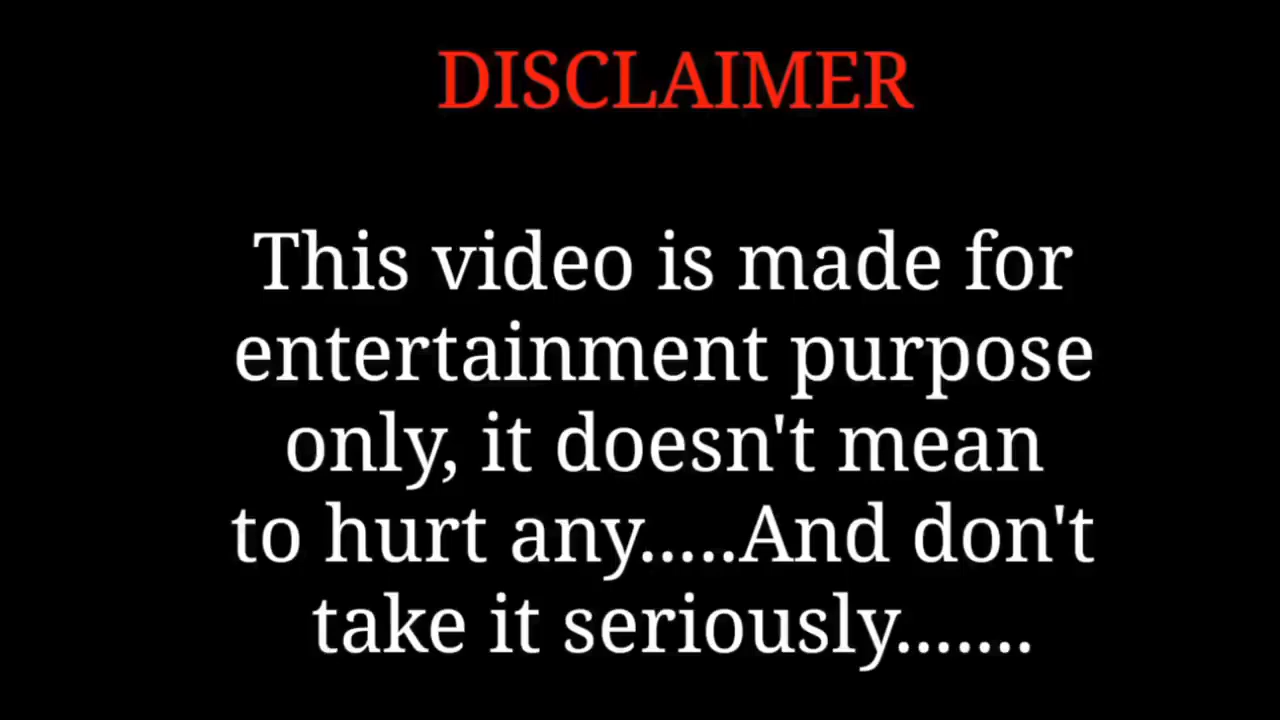 DISCLAIMER
This video is made for
entertainment purpose
only, it doesn't mean
to hurt any.....And don't
take it seriously.......